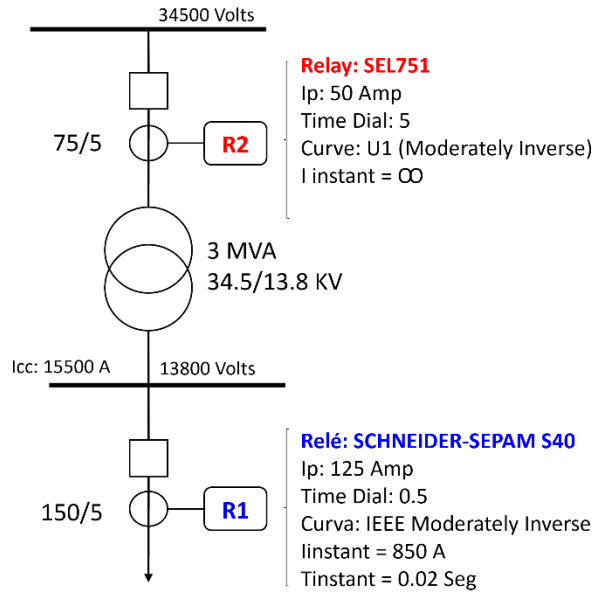 34500 Volts
75/5
R2
Relay: SEL751
Ip: 50 Amp
Time Dial: 5
Curve: U1 (Moderately Inverse)
I instant = ꝏ
3 MVA
34.5/13.8 KV
Icc: 15500 A
13800 Volts
150/5
R1
Relé: SCHNEIDER-SEPAM S40
Ip: 125 Amp
Time Dial: 0.5
Curva: IEEE Moderately Inverse
Iinstant = 850 A
Tinstant = 0.02 Seg